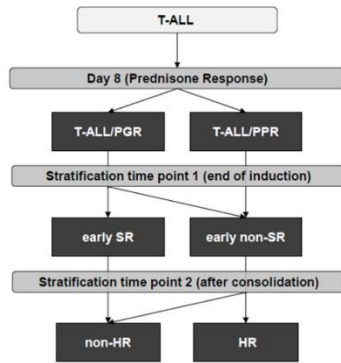 T-ALL
Day 8 (Prednisone Response)
T-ALL/PGR
T-ALL/PPR
Stratification time point 1 (end of induction)
early SR
early non-SR
Stratification time point 2 (after consolidation)
non-HR
HR